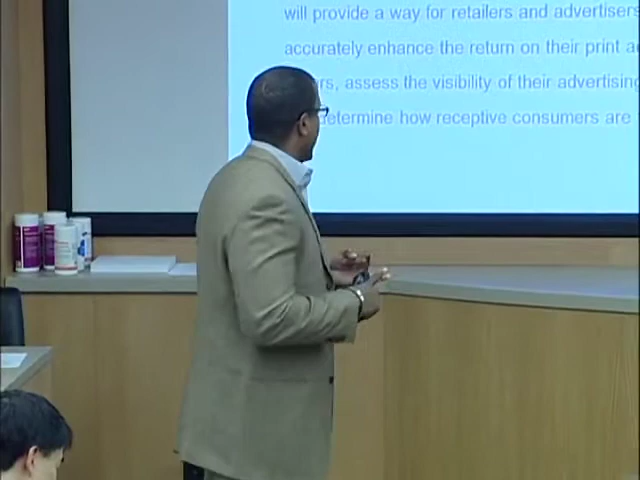 will provide a way for retailers and advertisers
accurately enhance the return on their print
rs, assess the visibility of their advertising
determine how receptive consumers are